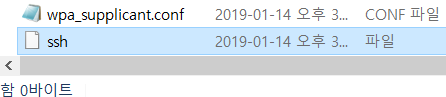 wpa_supplicant.conf 2019-01-14 오후 3... CONF 파일
ssh 2019-01-14 오후 3... 파일
함 0바이트